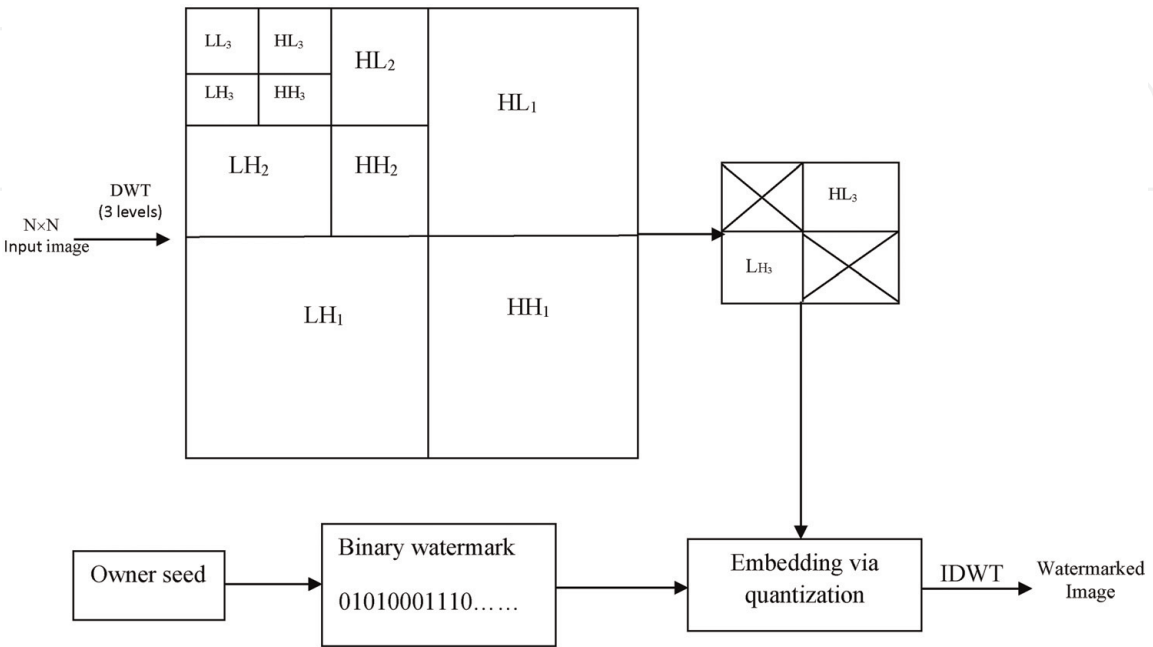 LL₃
HL₃
HL₂
HL₁
LH₃
HH₃
LH₂
HH₂
DWT
(3 levels)
N×N
Input image
LH₁
HH₁
HL₃
LH₃
Owner seed
Binary watermark
01010001110......
Embedding via
quantization
IDWT
Watermarked
Image